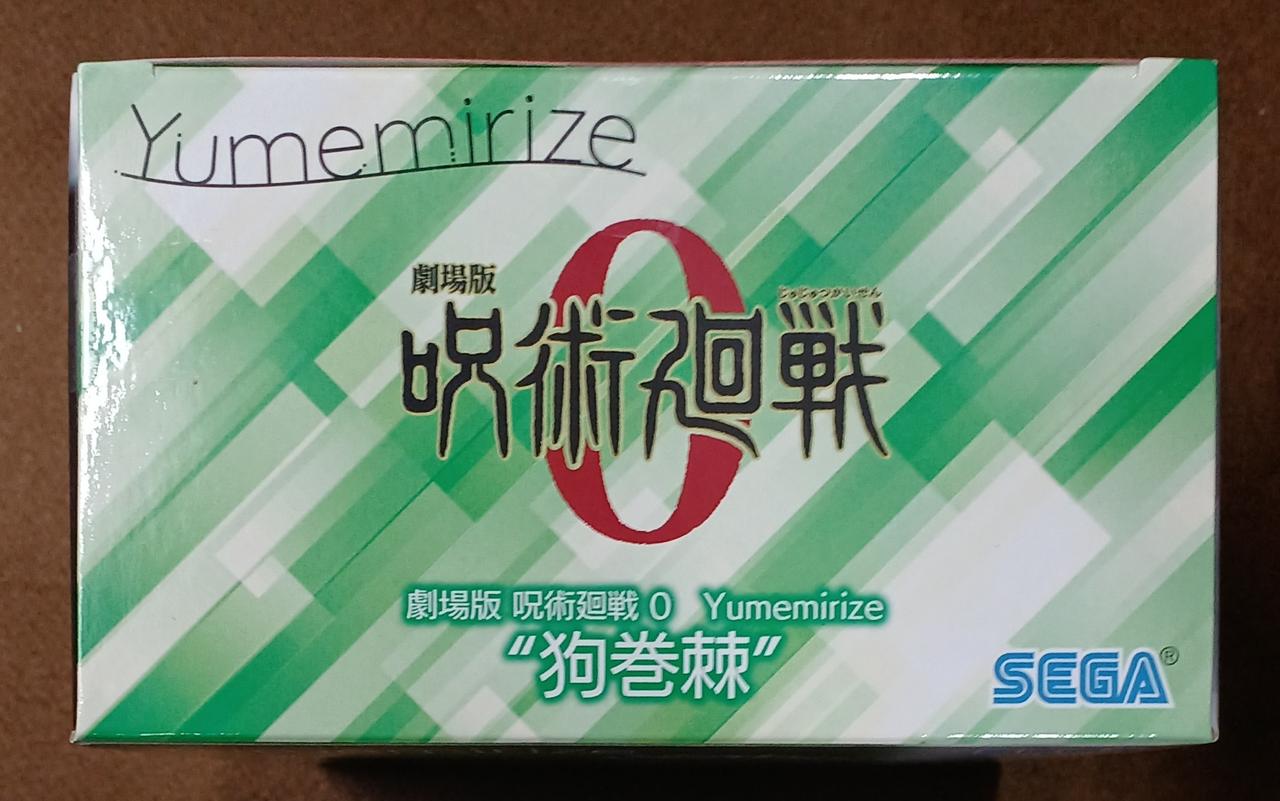 Yumemirize
劇場版
じゅじゅつかいせん
呪術廻戦
0
劇場版 呪術廻戦 0 Yumemirize
“狗巻棘”
SEGA®